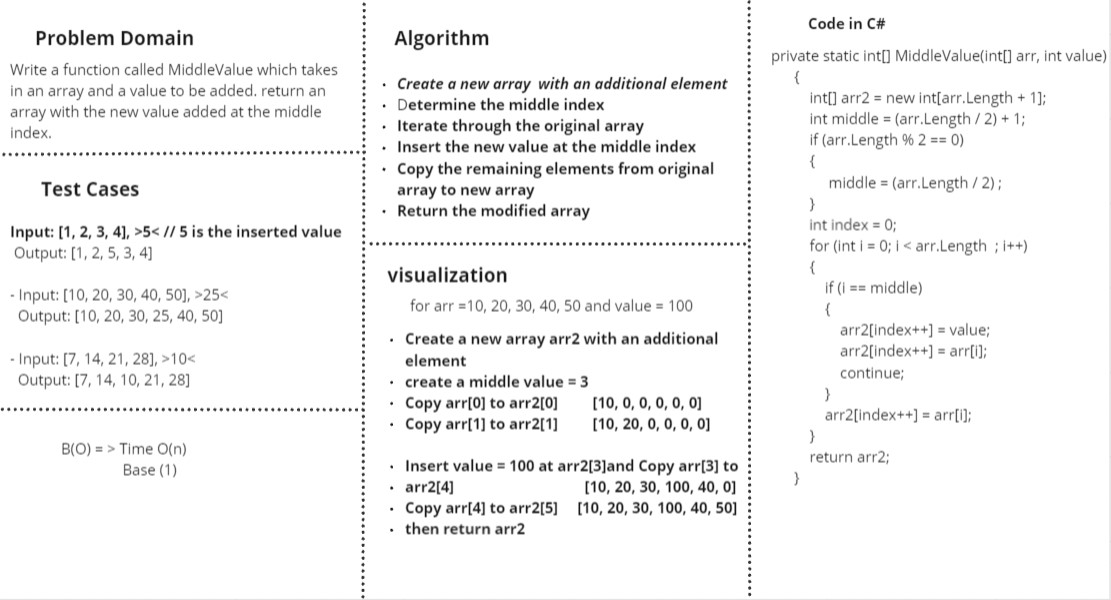 Problem Domain
Write a function called MiddleValue which takes
in an array and a value to be added. return an
array with the new value added at the middle
index.
Test Cases
Input: [1, 2, 3, 4], >5< // 5 is the inserted value
Output: [1, 2, 5, 3, 4]
- Input: [10, 20, 30, 40, 50], >25<
Output: [10, 20, 30, 25, 40, 50]
- Input: [7, 14, 21, 28], >10<
Output: [7, 14, 10, 21, 28]
B(O) = > Time O(n)
Base (1)
Algorithm
· Create a new array with an additional element
· Determine the middle index
· Iterate through the original array
· Insert the new value at the middle index
· Copy the remaining elements from original
array to new array
· Return the modified array
visualization
for arr =10, 20, 30, 40, 50 and value = 100
· Create a new array arr2 with an additional
element
· create a middle value = 3
· Copy arr[0] to arr2[0] [10, 0, 0, 0, 0, 0]
· Copy arr[1] to arr2[1] [10, 20, 0, 0, 0, 0]
· Insert value = 100 at arr2[3]and Copy arr[3] to
· arr2[4] [10, 20, 30, 100, 40, 0]
· Copy arr[4] to arr2[5] [10, 20, 30, 100, 40, 50]
· then return arr2
Code in C#
private static int[] MiddleValue(int[] arr, int value)
{
int[] arr2 = new int[arr.Length + 1];
int middle = (arr.Length / 2) + 1;
if (arr.Length % 2 == 0)
{
middle = (arr.Length / 2) ;
}
int index = 0;
for (int i = 0; i < arr.Length ; i++)
{
if (i == middle)
{
arr2[index++] = value;
arr2[index++] = arr[i];
continue;
}
arr2[index++] = arr[i];
}
return arr2;
}